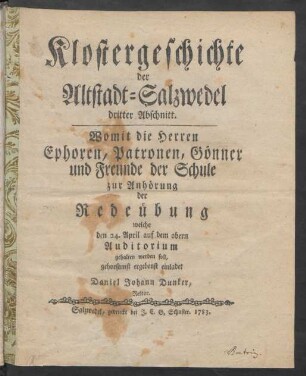 Klostergeschichte
der
Altstadt=Salzwedel
dritter Abschnitt.
Womit die Herren
Ephoren, Patronen, Gönner
und Freunde der Schule
zur Anhörung
der
Redeübung
welche
den 24. April auf dem obern
Auditorium
gehalten werden soll,
gehorsamst ergebenst einladet
Daniel Johann Dunker,
Rektor.
Salzwedel, gedruckt bei J. C. G. Schuster. 1783.